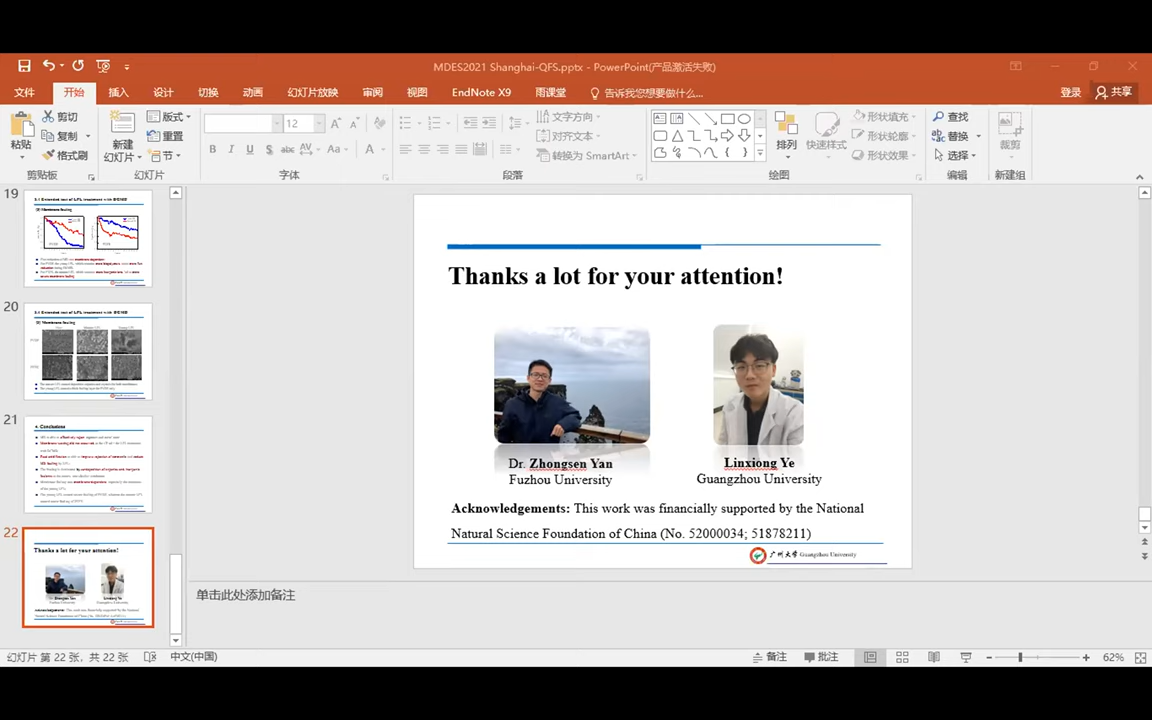 MDES2021 Shanghai-QFS.pptx - PowerPoint(产品激活失败)
文件 开始 插入 设计 切换 动画 幻灯片放映 审阅 视图 EndNote X9 雨课堂 告诉我您想要做什么... 登录 共享
粘贴 剪切 复制 格式刷 剪贴板
新建幻灯片 版式 重置 节 幻灯片
12 B I U S abc AV Aa A 字体
文字方向 对齐文本 转换为 SmartArt 段落
排列 快速样式 形状填充 形状轮廓 形状效果 绘图
查找 替换 选择 编辑
裁剪 新建组
19
20
21
4. Conclusions
22
Thanks a lot for your attention!
Thanks a lot for your attention!
Dr. Zhongsen Yan
Fuzhou University
Linxiong Ye
Guangzhou University
Acknowledgements: This work was financially supported by the National
Natural Science Foundation of China (No. 52000034; 51878211)
广州大学 Guangzhou University
单击此处添加备注
幻灯片 第 22 张，共 22 张 中文(中国) 备注 批注 62%